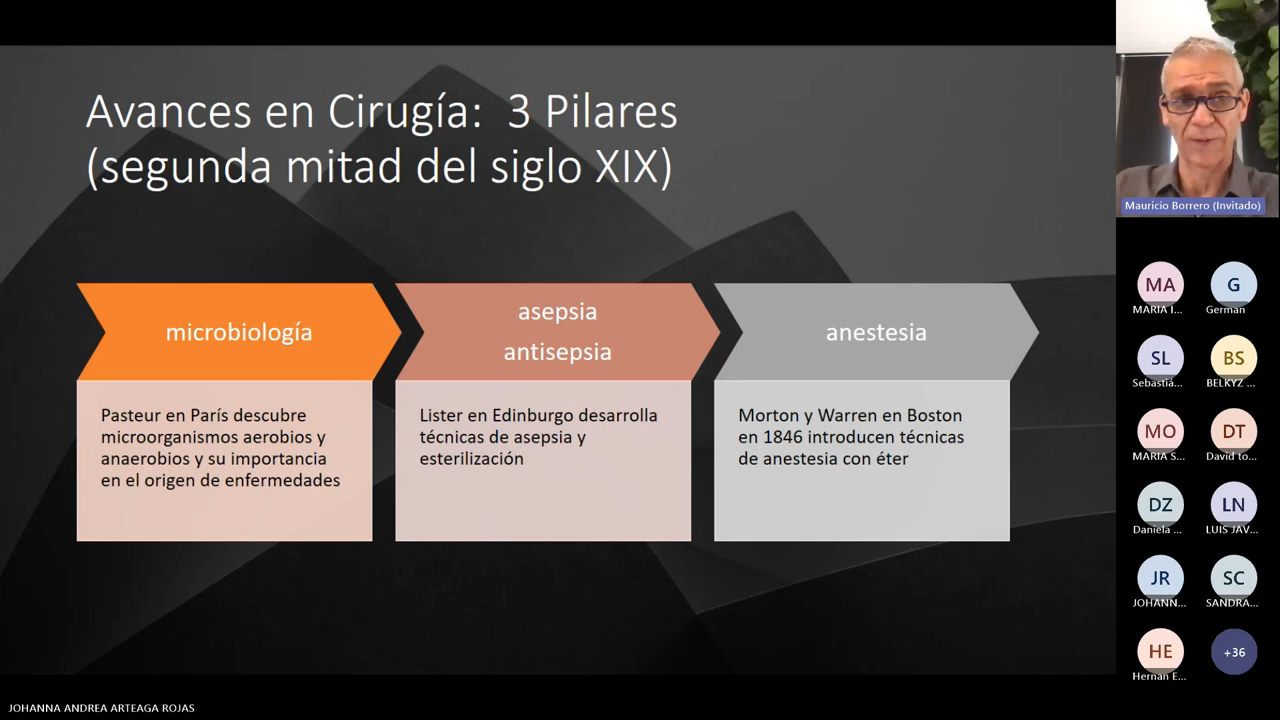 Avances en Cirugía: 3 Pilares
(segunda mitad del siglo XIX)
microbiología
Pasteur en París descubre
microorganismos aerobios y
anaerobios y su importancia
en el origen de enfermedades
asepsia
antisepsia
Lister en Edinburgo desarrolla
técnicas de asepsia y
esterilización
anestesia
Morton y Warren en Boston
en 1846 introducen técnicas
de anestesia con éter
Mauricio Borrero (Invitado)
MA
MARIA I...
G
German
SL
Sebastiá...
BS
BELKYZ ...
MO
MARIA S...
DT
David to...
DZ
Daniela ...
LN
LUIS JAV...
JR
JOHANN...
SC
SANDRA...
HE
Hernan E...
+36
JOHANNA ANDREA ARTEAGA ROJAS